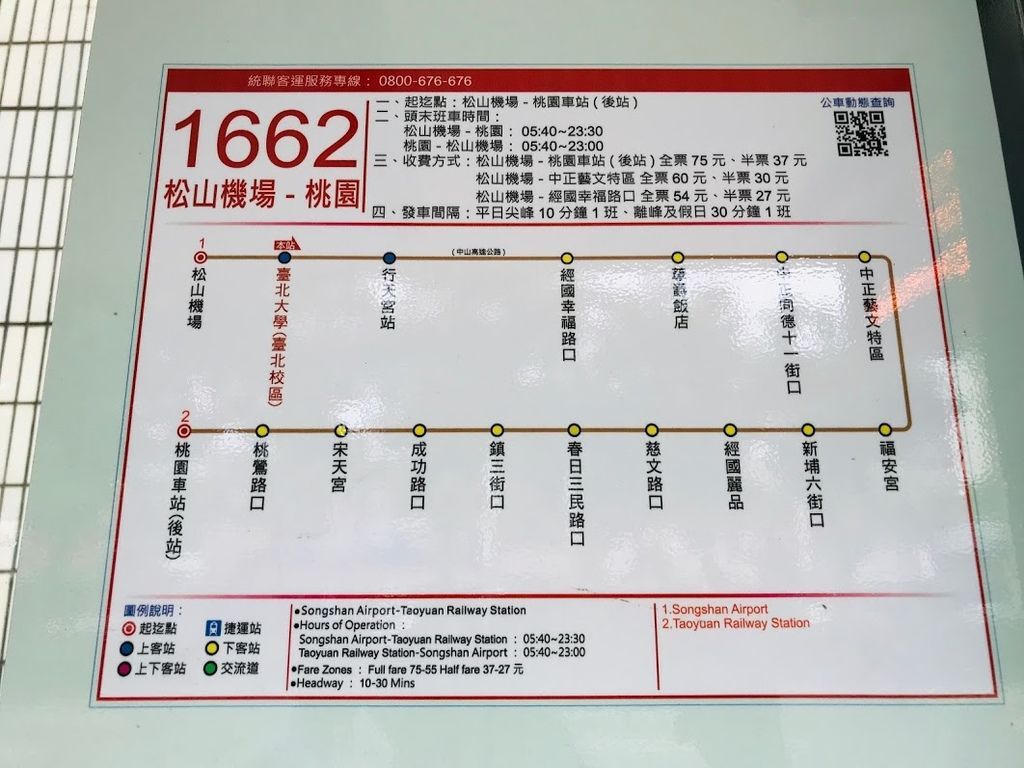 統聯客運服務專線： 0800-676-676
1662
松山機場 - 桃園
一、起迄點：松山機場 - 桃園車站 ( 後站 )
二、頭末班車時間：
松山機場 - 桃園： 05:40~23:30
桃園 - 松山機場： 05:40~23:00
三、收費方式：松山機場 - 桃園車站 ( 後站 ) 全票 75 元、半票 37 元
松山機場 - 中正藝文特區 全票 60 元、半票 30 元
松山機場 - 經國幸福路口 全票 54 元、半票 27 元
四、發車間隔：平日尖峰 10 分鐘 1 班、離峰及假日 30 分鐘 1 班
公車動態查詢
1
松山機場
本站
臺北大學(臺北校區)
行天宮站
(中山高速公路)
經國幸福路口
飯店
中正同德十一街口
中正藝文特區
2
桃園車站(後站)
桃鶯路口
宋天宮
成功路口
鎮三街口
春日三民路口
慈文路口
經國麗品
新埔六街口
福安宮
圖例說明：
起迄點
捷運站
上客站
下客站
上下客站
交流道
•Songshan Airport-Taoyuan Railway Station
•Hours of Operation：
Songshan Airport-Taoyuan Railway Station：05:40~23:30
Taoyuan Railway Station-Songshan Airport：05:40~23:00
•Fare Zones：Full fare 75-55 Half fare 37-27 元
•Headway：10-30 Mins
1.Songshan Airport
2.Taoyuan Railway Station